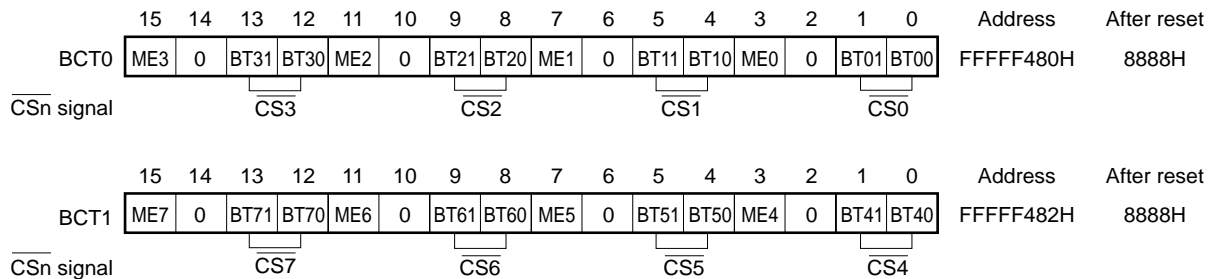 15 14 13 12 11 10 9 8 7 6 5 4 3 2 1 0 Address After reset
BCT0 ME3 0 BT31 BT30 ME2 0 BT21 BT20 ME1 0 BT11 BT10 ME0 0 BT01 BT00 FFFFF480H 8888H
CSn signal CS3 CS2 CS1 CS0
15 14 13 12 11 10 9 8 7 6 5 4 3 2 1 0 Address After reset
BCT1 ME7 0 BT71 BT70 ME6 0 BT61 BT60 ME5 0 BT51 BT50 ME4 0 BT41 BT40 FFFFF482H 8888H
CSn signal CS7 CS6 CS5 CS4